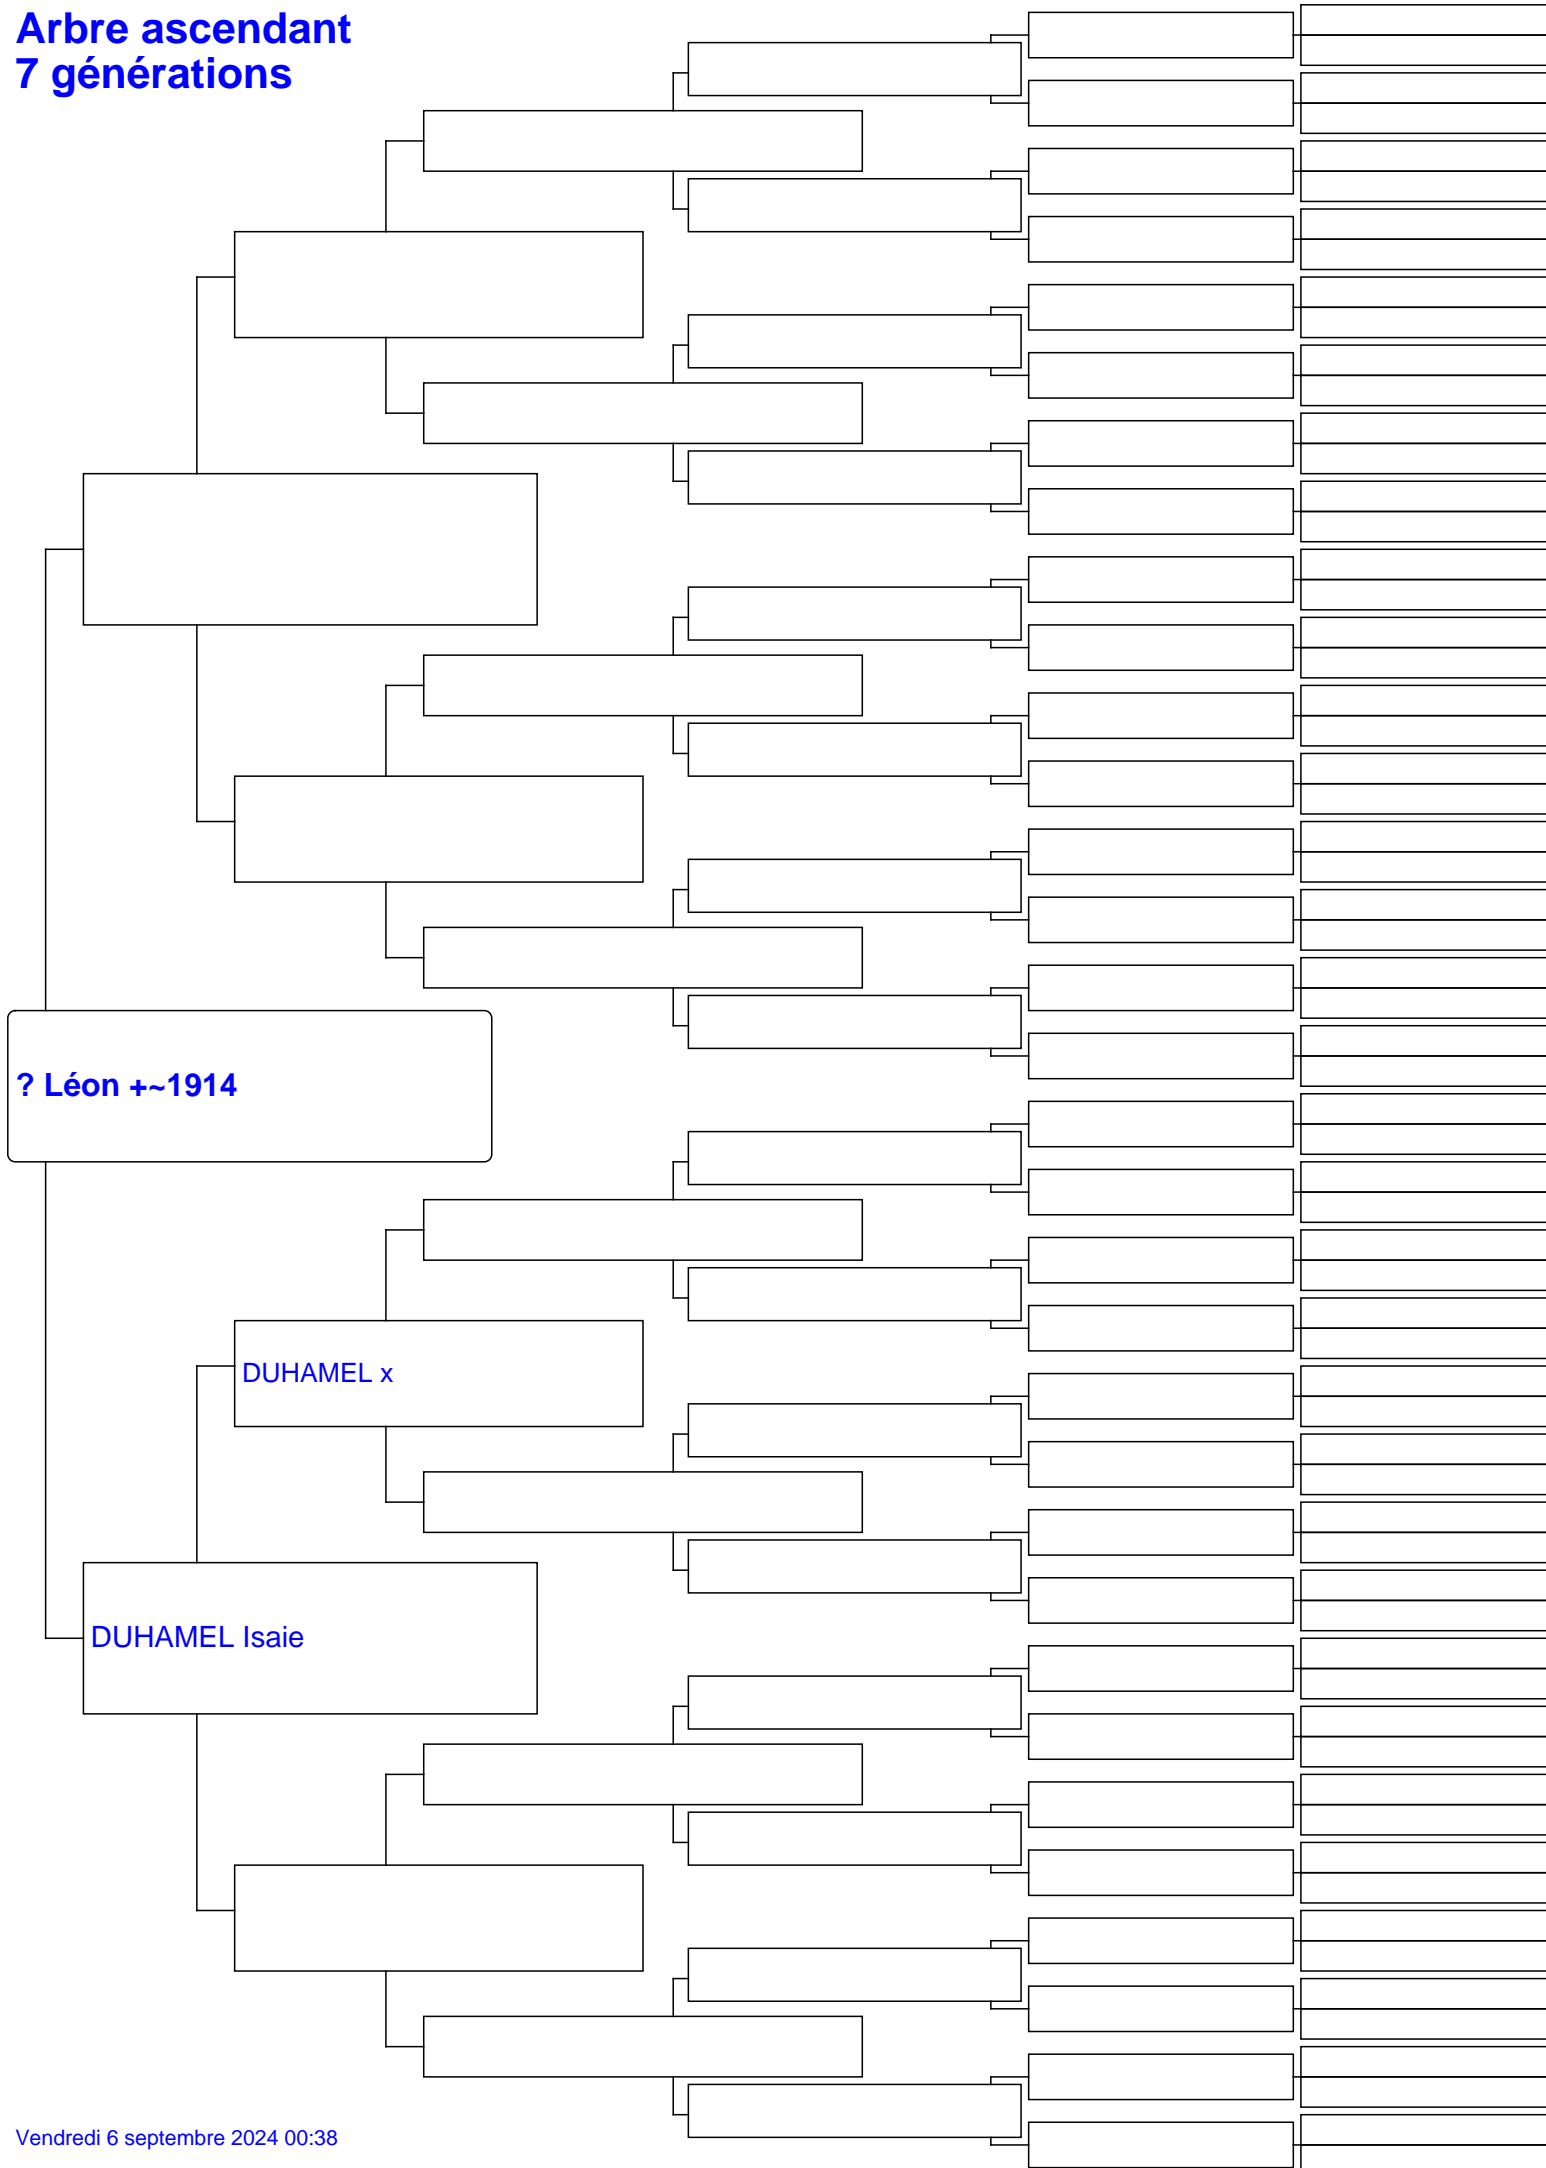 Arbre ascendant
7 générations
? Léon +~1914
DUHAMEL x
DUHAMEL Isaie
Vendredi 6 septembre 2024 00:38